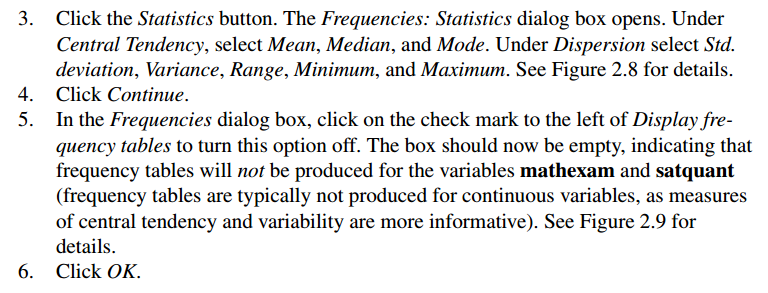 3. Click the Statistics button. The Frequencies: Statistics dialog box opens. Under
Central Tendency, select Mean, Median, and Mode. Under Dispersion select Std.
deviation, Variance, Range, Minimum, and Maximum. See Figure 2.8 for details.
4. Click Continue.
5. In the Frequencies dialog box, click on the check mark to the left of Display fre-
quency tables to turn this option off. The box should now be empty, indicating that
frequency tables will not be produced for the variables mathexam and satquant
(frequency tables are typically not produced for continuous variables, as measures
of central tendency and variability are more informative). See Figure 2.9 for
details.
6. Click OK.